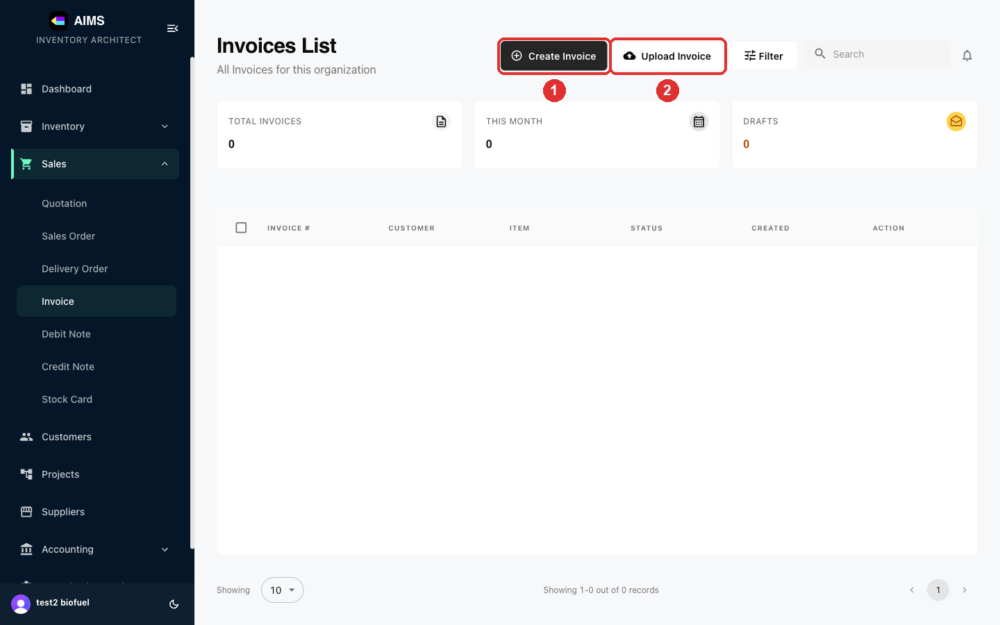 AIMS
INVENTORY ARCHITECT
Dashboard
Inventory
Sales
Quotation
Sales Order
Delivery Order
Invoice
Debit Note
Credit Note
Stock Card
Customers
Projects
Suppliers
Accounting
test2 biofuel
Invoices List
All Invoices for this organization
Create Invoice
Upload Invoice
Filter
Search
1
2
TOTAL INVOICES
0
THIS MONTH
0
DRAFTS
0
INVOICE # CUSTOMER ITEM STATUS CREATED ACTION
Showing 10
Showing 1-0 out of 0 records
1